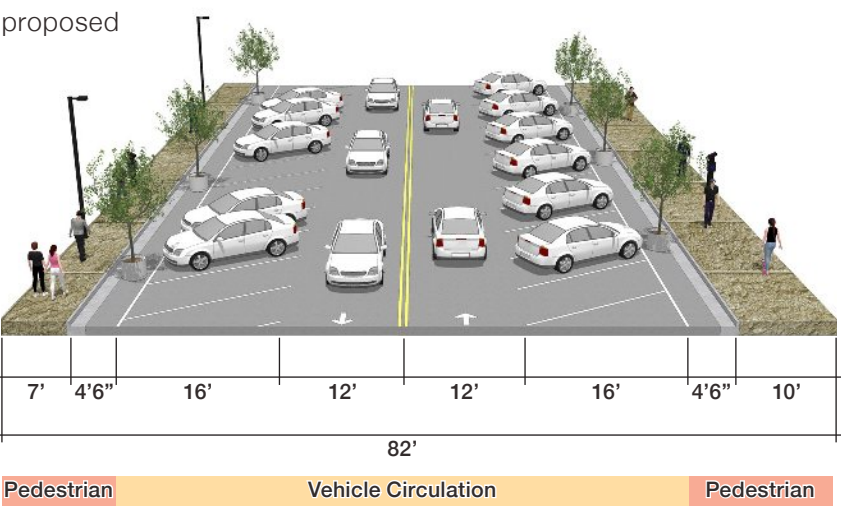 proposed
7’ 4’6” 16’ 12’ 12’ 16’ 4’6” 10’
82’
Pedestrian Vehicle Circulation Pedestrian